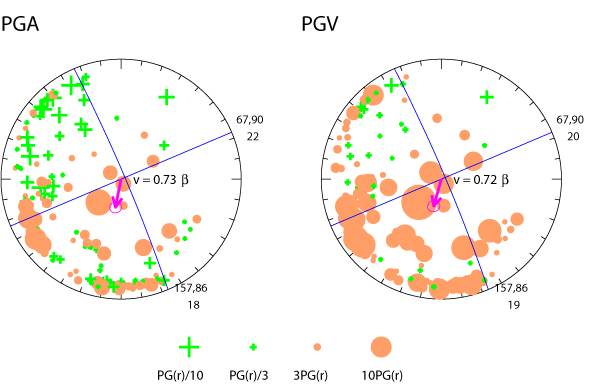 PGA
PGV
67,90
22
v = 0.73 β
157,86
18
67,90
20
v = 0.72 β
157,86
19
PG(r)/10
PG(r)/3
3PG(r)
10PG(r)